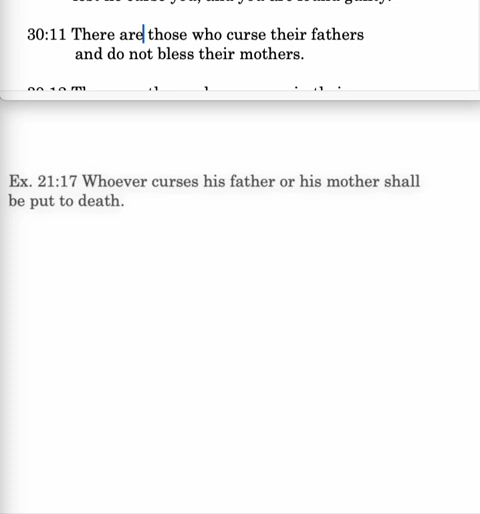 30:11 There are those who curse their fathers
and do not bless their mothers.
Ex. 21:17 Whoever curses his father or his mother shall
be put to death.